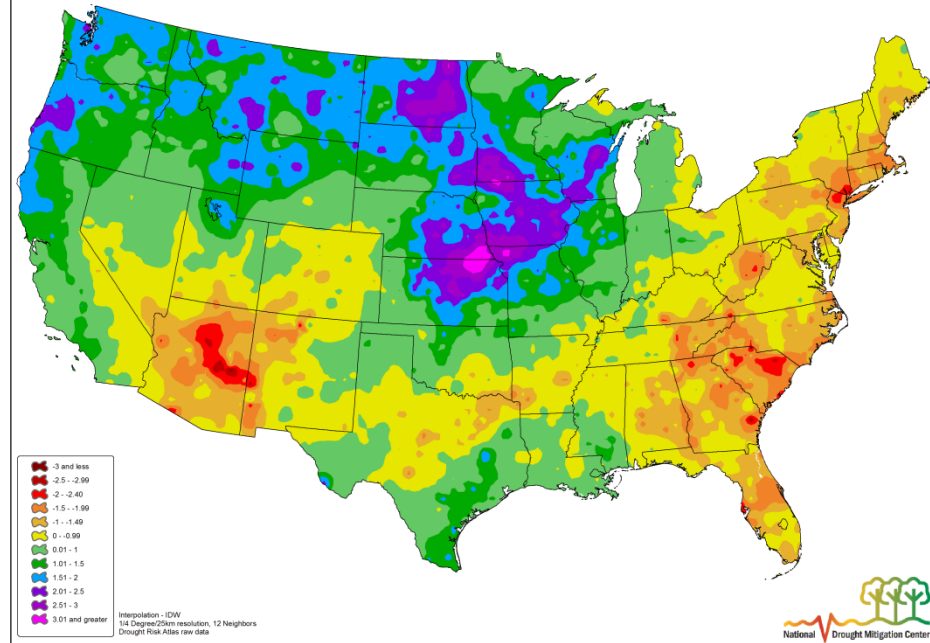 -3 and less
-2.5 - -2.99
-2 - -2.40
-1.5 - -1.99
-1 - -1.49
0 - -0.99
0.01 - 1
1.01 - 1.5
1.51 - 2
2.01 - 2.5
2.51 - 3
3.01 and greater
Interpolation - IDW
1/4 Degree/25km resolution, 12 Neighbors
Drought Risk Atlas raw data
National Drought Mitigation Center